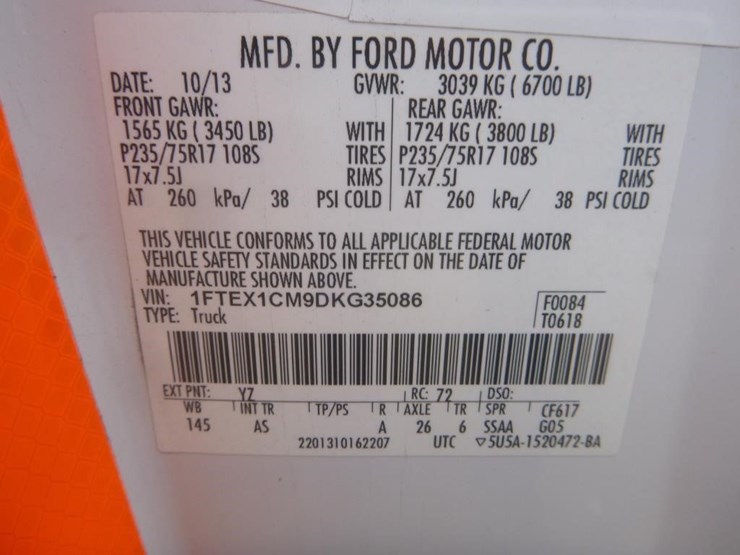 MFD. BY FORD MOTOR CO.
DATE: 10/13 GVWR: 3039 KG ( 6700 LB)
FRONT GAWR: REAR GAWR:
1565 KG ( 3450 LB) WITH 1724 KG ( 3800 LB) WITH
P235/75R17 108S TIRES P235/75R17 108S TIRES
17x7.5J RIMS 17x7.5J RIMS
AT 260 kPa/ 38 PSI COLD AT 260 kPa/ 38 PSI COLD
THIS VEHICLE CONFORMS TO ALL APPLICABLE FEDERAL MOTOR
VEHICLE SAFETY STANDARDS IN EFFECT ON THE DATE OF
MANUFACTURE SHOWN ABOVE.
VIN: 1FTEX1CM9DKG35086 F0084
TYPE: Truck T0618
EXT PNT: YZ RC: 72 DSO:
WB INT TR TP/PS R AXLE TR SPR CF617
145 AS A 26 6 SSAA G05
2201310162207 UTC ▽5U5A-1520472-BA